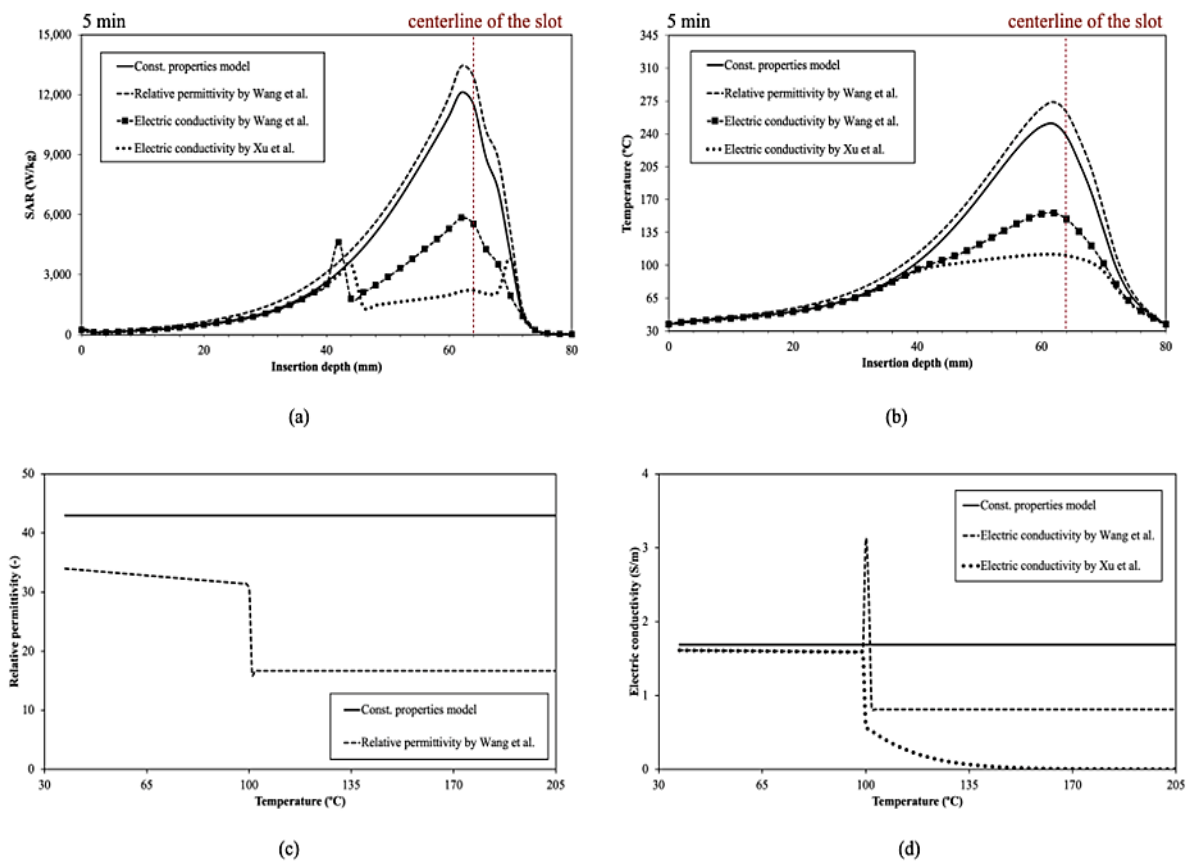 5 min
centerline of the slot
15,000
12,000
9,000
6,000
3,000
0
SAR (W/kg)
Const. properties model
Relative permittivity by Wang et al.
Electric conductivity by Wang et al.
Electric conductivity by Xu et al.
0
20
40
60
80
Insertion depth (mm)
(a)
5 min
centerline of the slot
345
310
275
240
205
170
135
100
65
30
Temperature (°C)
Const. properties model
Relative permittivity by Wang et al.
Electric conductivity by Wang et al.
Electric conductivity by Xu et al.
0
20
40
60
80
Insertion depth (mm)
(b)
50
40
30
20
10
0
Relative permittivity (-)
Const. properties model
Relative permittivity by Wang et al.
30
65
100
135
170
205
Temperature (°C)
(c)
4
3
2
1
0
Electric conductivity (S/m)
Const. properties model
Electric conductivity by Wang et al.
Electric conductivity by Xu et al.
30
65
100
135
170
205
Temperature (°C)
(d)